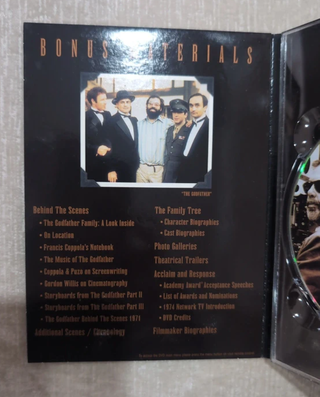 BONUS MATERIALS
"THE GODFATHER"
Behind The Scenes
• The Godfather Family: A Look Inside
• On Location
• Francis Coppola's Notebook
• The Music of The Godfather
• Coppola & Puzo on Screenwriting
• Gordon Willis on Cinematography
• Storyboards from The Godfather Part II
• Storyboards from The Godfather Part III
• The Godfather Behind The Scenes 1971
Additional Scenes / Chronology
The Family Tree
• Character Biographies
• Cast Biographies
Photo Galleries
Theatrical Trailers
Acclaim and Response
• Academy Award® Acceptance Speeches
• List of Awards and Nominations
• 1974 Network TV Introduction
• DVD Credits
Filmmaker Biographies